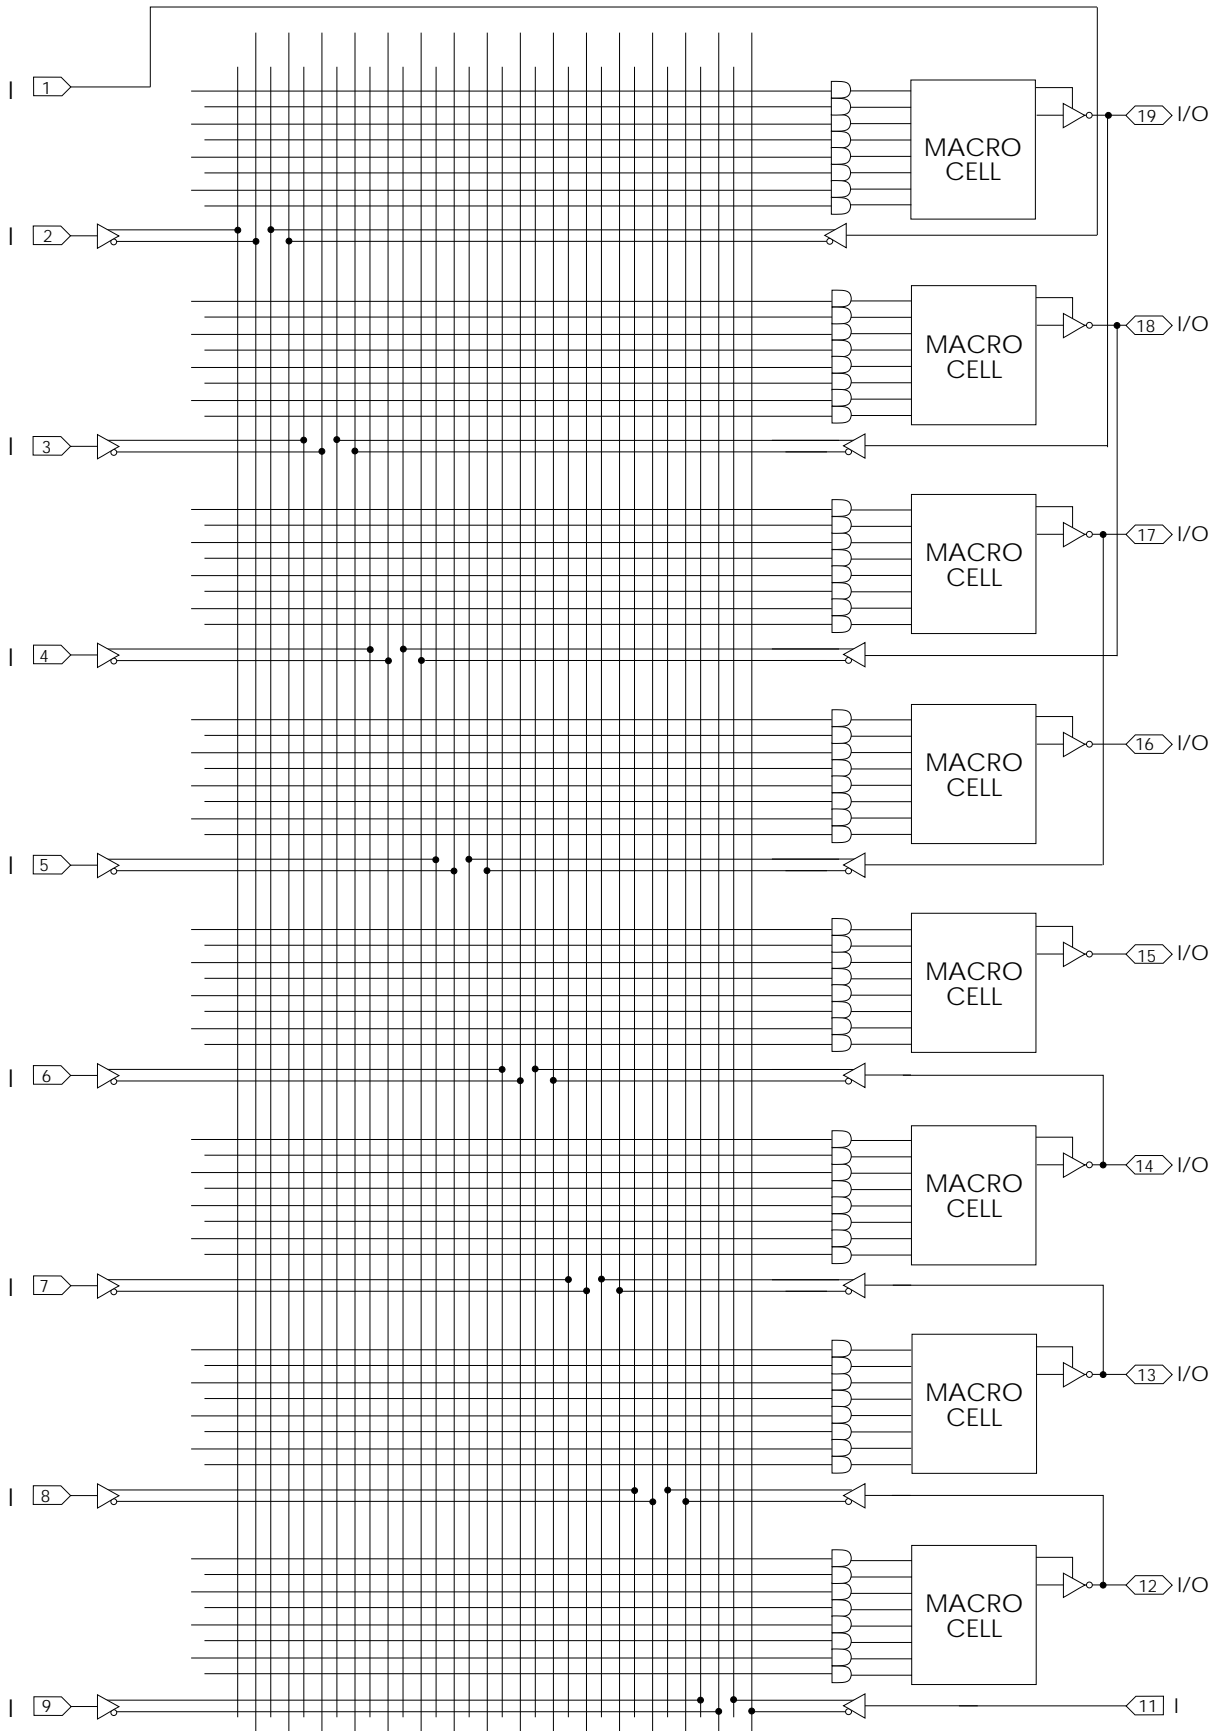 I 1
MACRO
CELL
19 I/O
I 2
MACRO
CELL
18 I/O
I 3
MACRO
CELL
17 I/O
I 4
MACRO
CELL
16 I/O
I 5
MACRO
CELL
15 I/O
I 6
MACRO
CELL
14 I/O
I 7
MACRO
CELL
13 I/O
I 8
MACRO
CELL
12 I/O
I 9
11 I